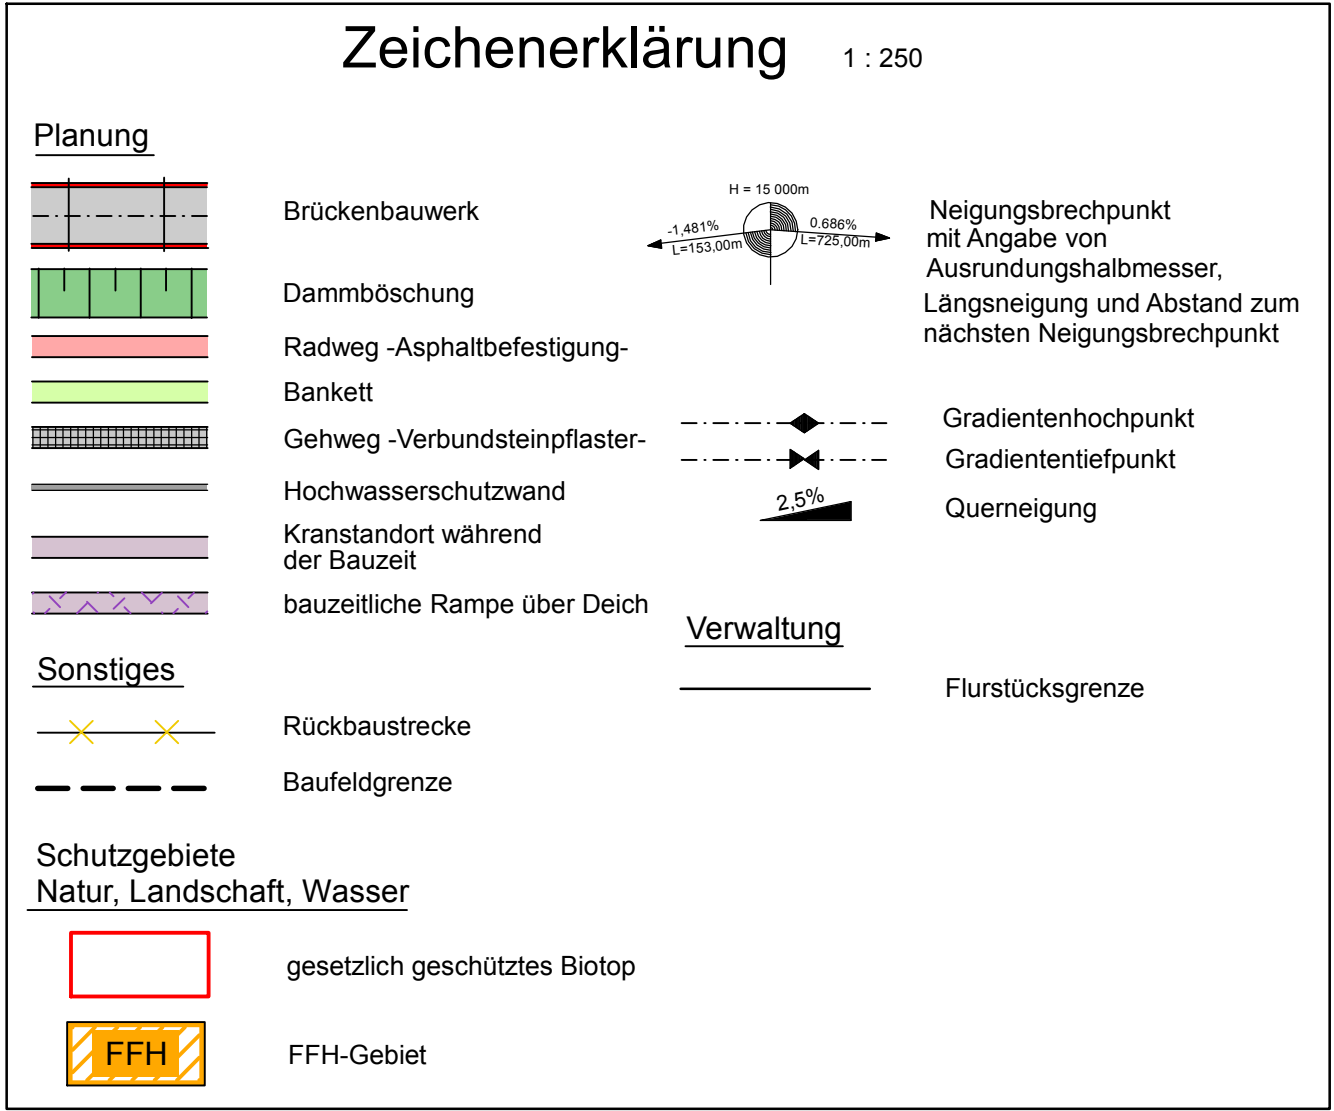 Zeichenerklärung 1 : 250
Planung
Brückenbauwerk
Dammböschung
Radweg -Asphaltbefestigung-
Bankett
Gehweg -Verbundsteinpflaster-
Hochwasserschutzwand
Kranstandort während
der Bauzeit
bauzeitliche Rampe über Deich
Sonstiges
Rückbaustrecke
Baufeldgrenze
Schutzgebiete
Natur, Landschaft, Wasser
gesetzlich geschütztes Biotop
FFH
FFH-Gebiet
H = 15 000m
-1,481%
L=153,00m
0.686%
L=725,00m
Neigungsbrechpunkt
mit Angabe von
Ausrundungshalbmesser,
Längsneigung und Abstand zum
nächsten Neigungsbrechpunkt
Gradientenhochpunkt
Gradiententiefpunkt
2,5%
Querneigung
Verwaltung
Flurstücksgrenze